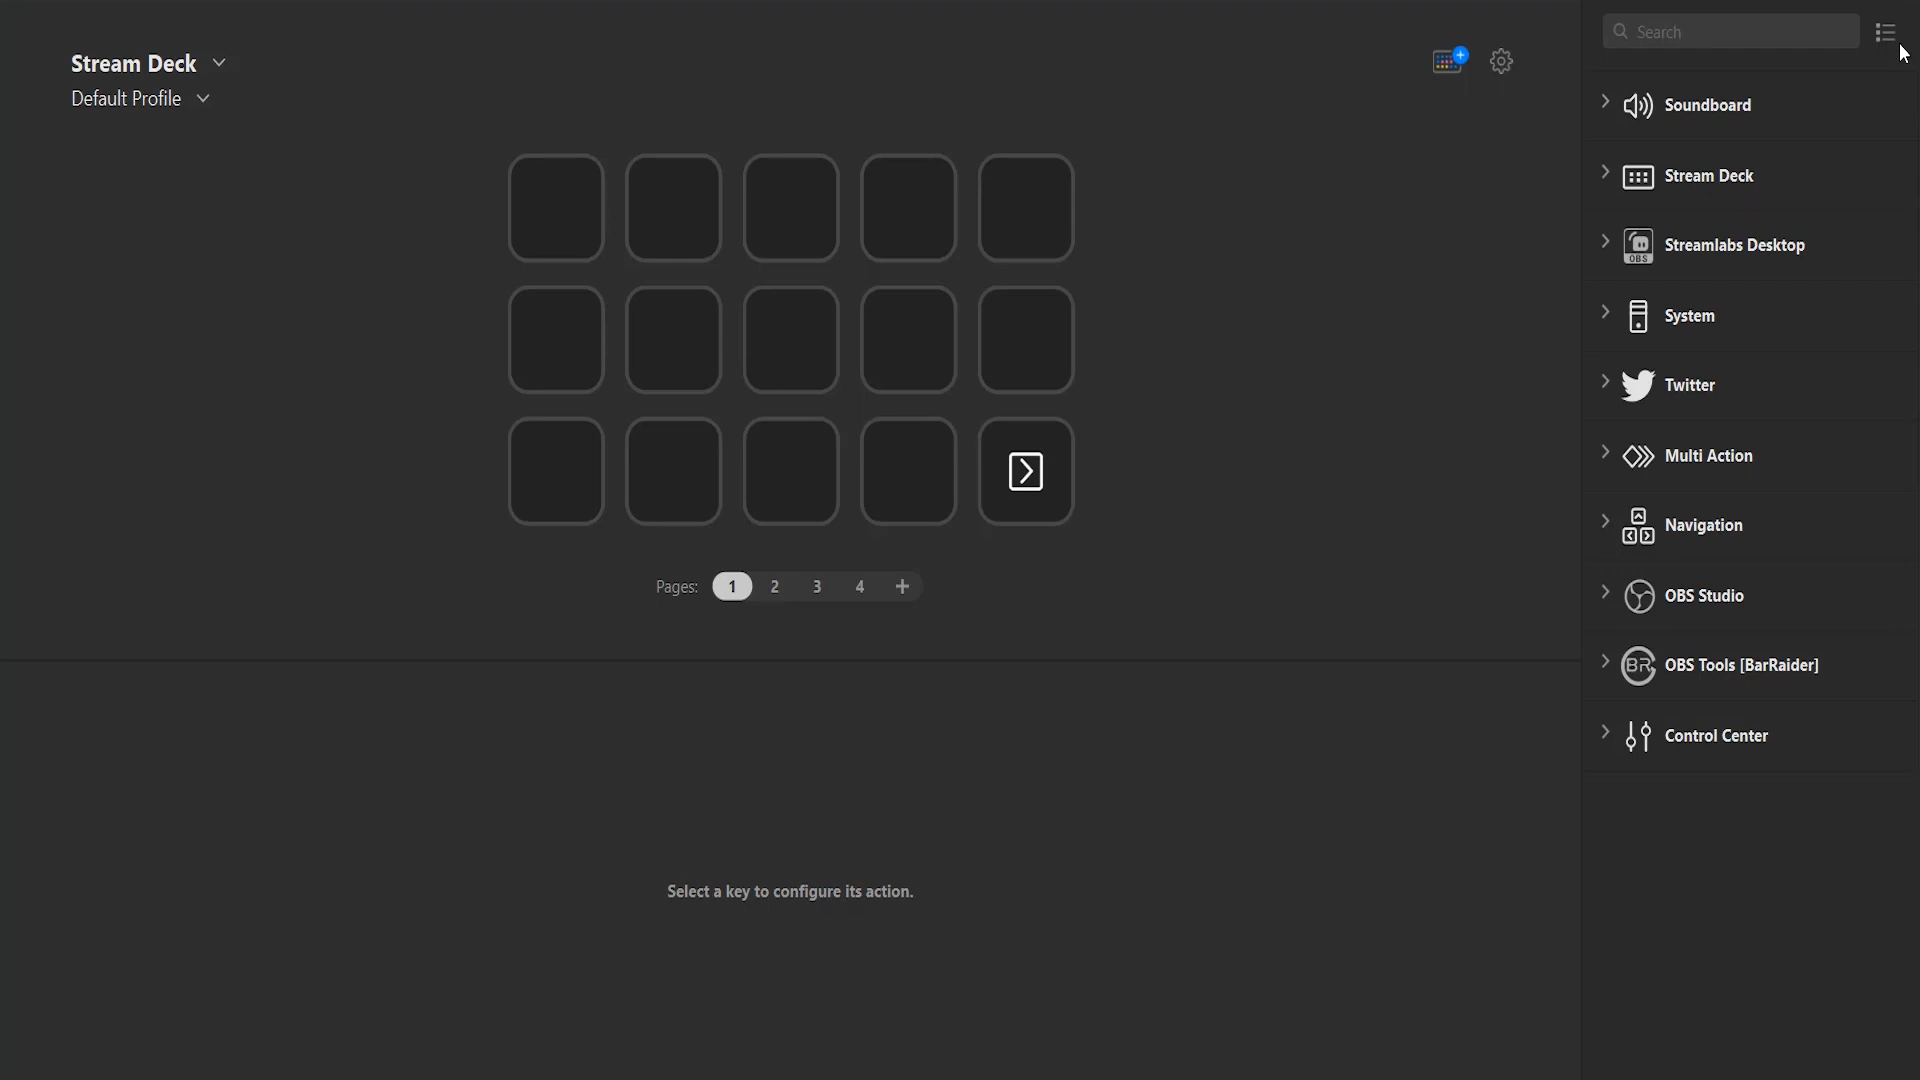 Stream Deck
Default Profile
Pages: 1 2 3 4 +
Select a key to configure its action.
Search
Soundboard
Stream Deck
OBS
Streamlabs Desktop
System
Twitter
Multi Action
Navigation
OBS Studio
BR
OBS Tools [BarRaider]
Control Center